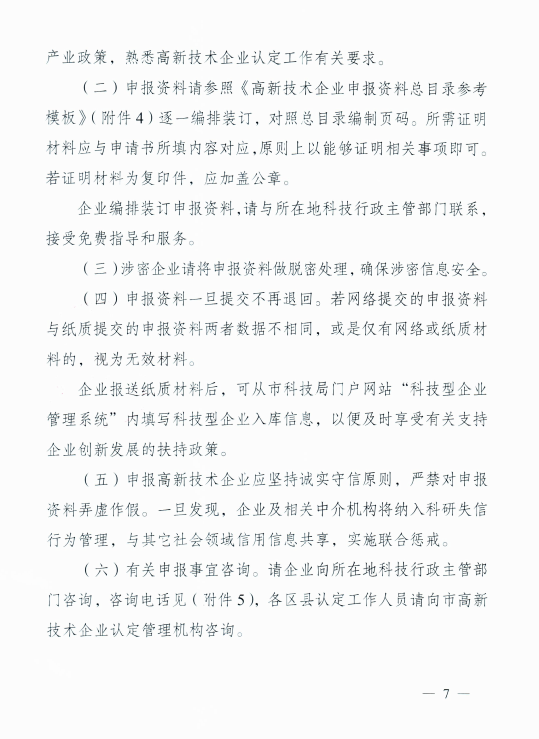 产业政策，熟悉高新技术企业认定工作有关要求。
（二）申报资料请参照《高新技术企业申报资料总目录参考
模板》（附件4）逐一编排装订，对照总目录编制页码。所需证明
材料应与申请书所填内容对应，原则上以能够证明相关事项即可。
若证明材料为复印件，应加盖公章。
企业编排装订申报资料，请与所在地科技行政主管部门联系，
接受免费指导和服务。
（三）涉密企业请将申报资料做脱密处理，确保涉密信息安全。
（四）申报资料一旦提交不再退回。若网络提交的申报资料
与纸质提交的申报资料两者数据不相同，或是仅有网络或纸质材
料的，视为无效材料。
企业报送纸质材料后，可从市科技局门户网站“科技型企业
管理系统”内填写科技型企业入库信息，以便及时享受有关支持
企业创新发展的扶持政策。
（五）申报高新技术企业应坚持诚实守信原则，严禁对申报
资料弄虚作假。一旦发现，企业及相关中介机构将纳入科研失信
行为管理，与其它社会领域信用信息共享，实施联合惩戒。
（六）有关申报事宜咨询。请企业向所在地科技行政主管部
门咨询，咨询电话见（附件5），各区县认定工作人员请向市高新
技术企业认定管理机构咨询。
— 7 —